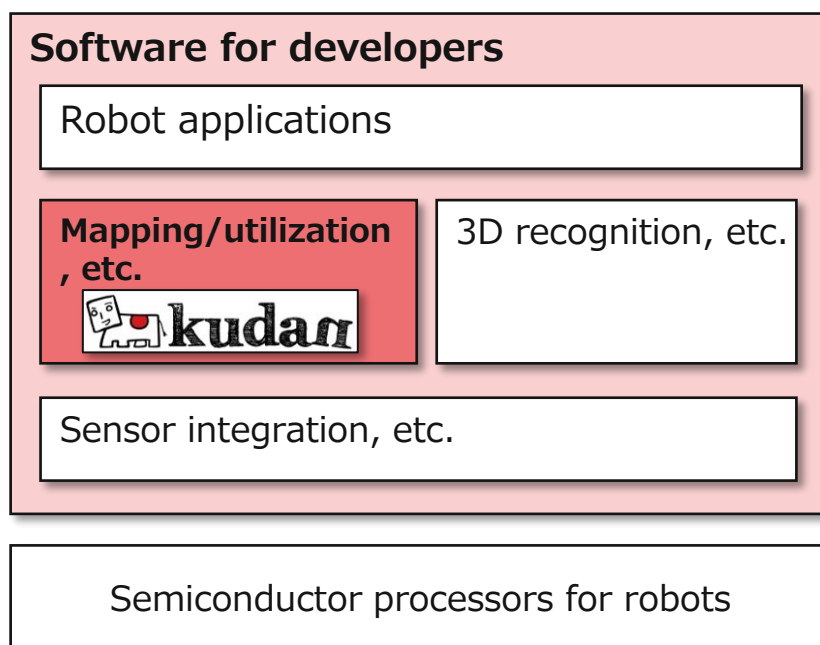 Software for developers
Robot applications
Mapping/utilization
, etc.
kudan
3D recognition, etc.
Sensor integration, etc.
Semiconductor processors for robots